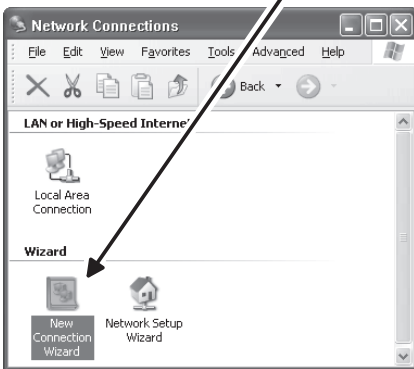 Network Connections
File Edit View Favorites Tools Advanced Help
Back
LAN or High-Speed Interne
Local Area
Connection
Wizard
New
Connection
Wizard
Network Setup
Wizard